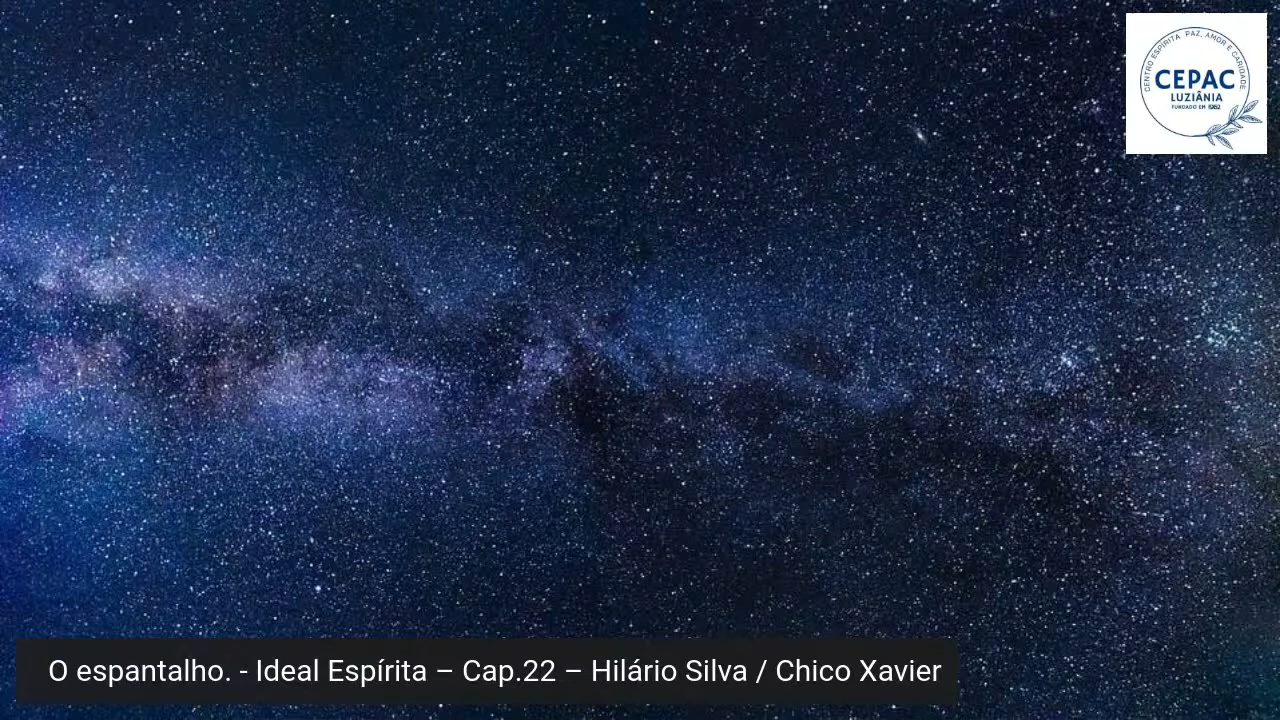 CENTRO ESPÍRITA PAZ, AMOR E CARIDADE
CEPAC
LUZIÂNIA
FUNDADO EM 1962
O espantalho. - Ideal Espírita – Cap.22 – Hilário Silva / Chico Xavier